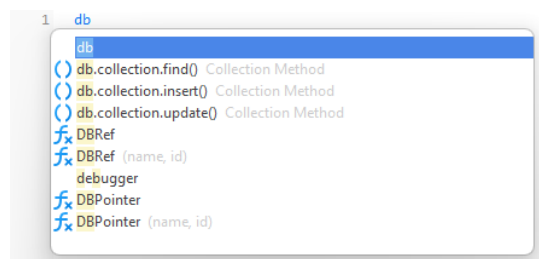 1 db
db
db.collection.find() Collection Method
db.collection.insert() Collection Method
db.collection.update() Collection Method
DBRef
DBRef (name, id)
debugger
DBPointer
DBPointer (name, id)